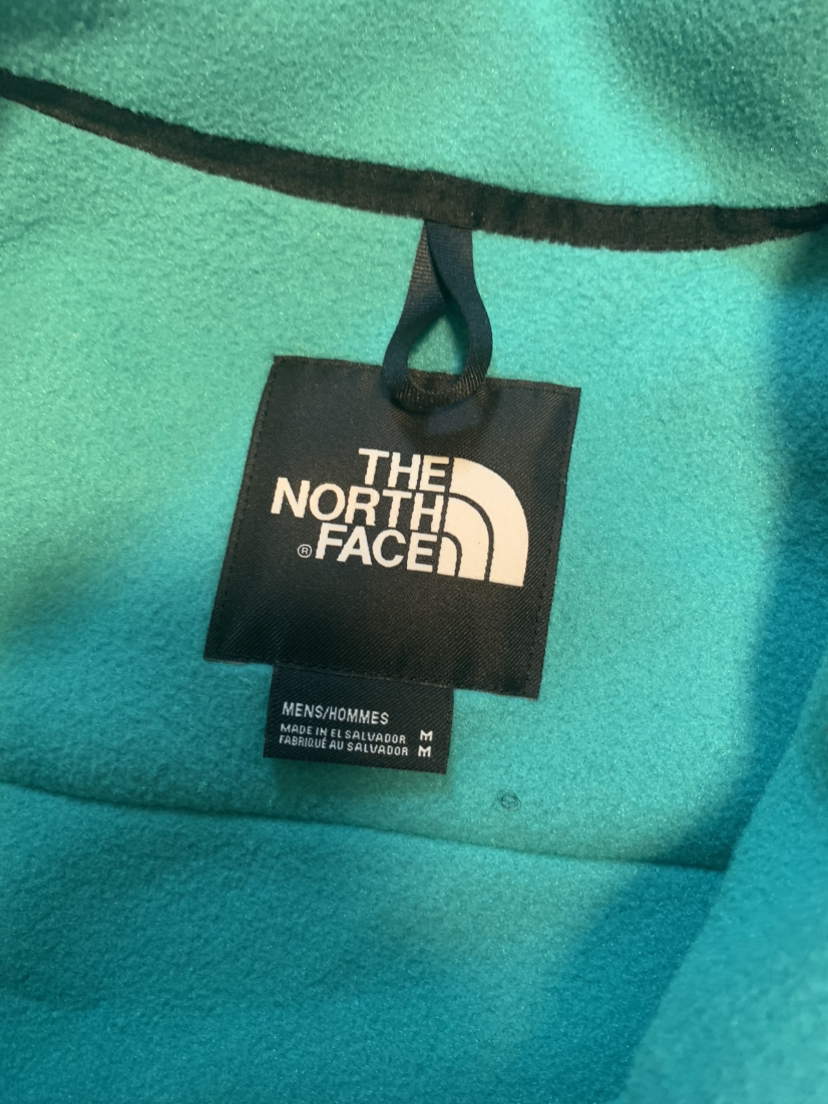 THE
NORTH
®FACE
MENS/HOMMES
MADE IN EL SALVADOR M
FABRIQUÉ AU SALVADOR M